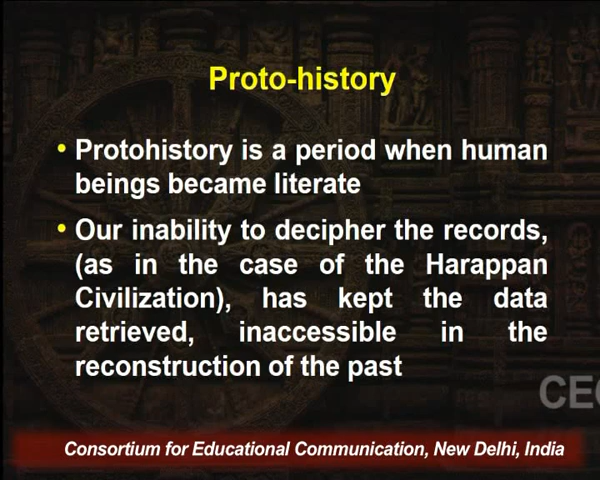 Proto-history
• Protohistory is a period when human
beings became literate
• Our inability to decipher the records,
(as in the case of the Harappan
Civilization), has kept the data
retrieved, inaccessible in the
reconstruction of the past
CEC
Consortium for Educational Communication, New Delhi, India